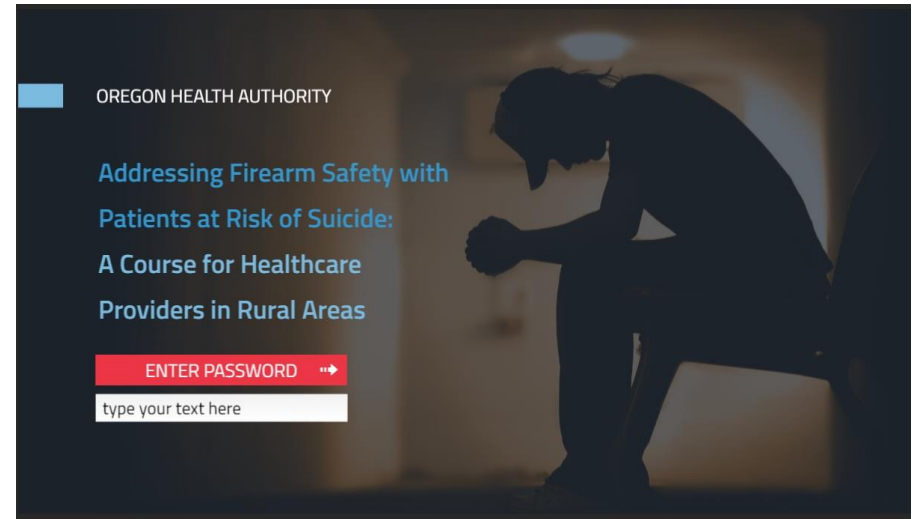 OREGON HEALTH AUTHORITY
Addressing Firearm Safety with
Patients at Risk of Suicide:
A Course for Healthcare
Providers in Rural Areas
ENTER PASSWORD
type your text here